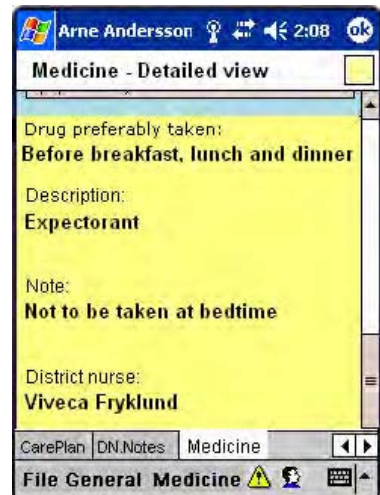 Arne Andersson 2:08 ok
Medicine - Detailed view
Drug preferably taken:
Before breakfast, lunch and dinner
Description:
Expectorant
Note:
Not to be taken at bedtime
District nurse:
Viveca Fryklund
CarePlan DN.Notes Medicine
File General Medicine